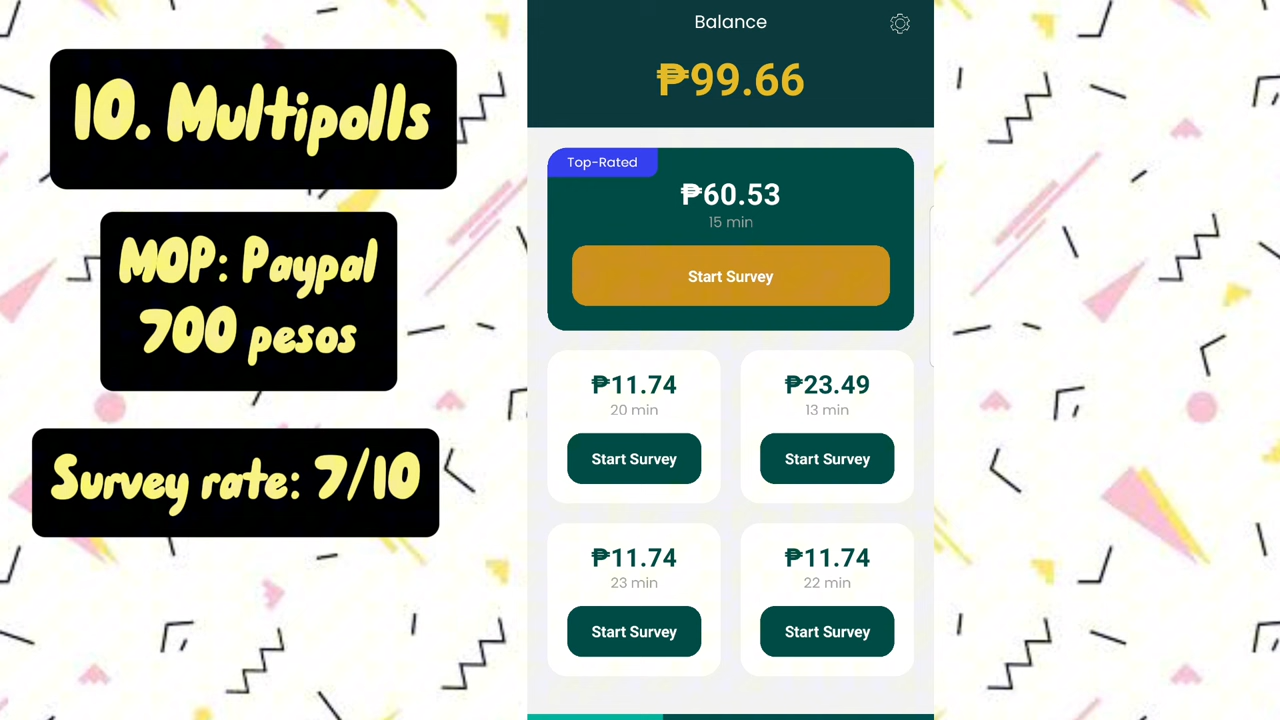 10. Multipolls
MOP: Paypal
700 pesos
Survey rate: 7/10
Balance
₱99.66
Top-Rated
₱60.53
15 min
Start Survey
₱11.74
20 min
Start Survey
₱23.49
13 min
Start Survey
₱11.74
23 min
Start Survey
₱11.74
22 min
Start Survey